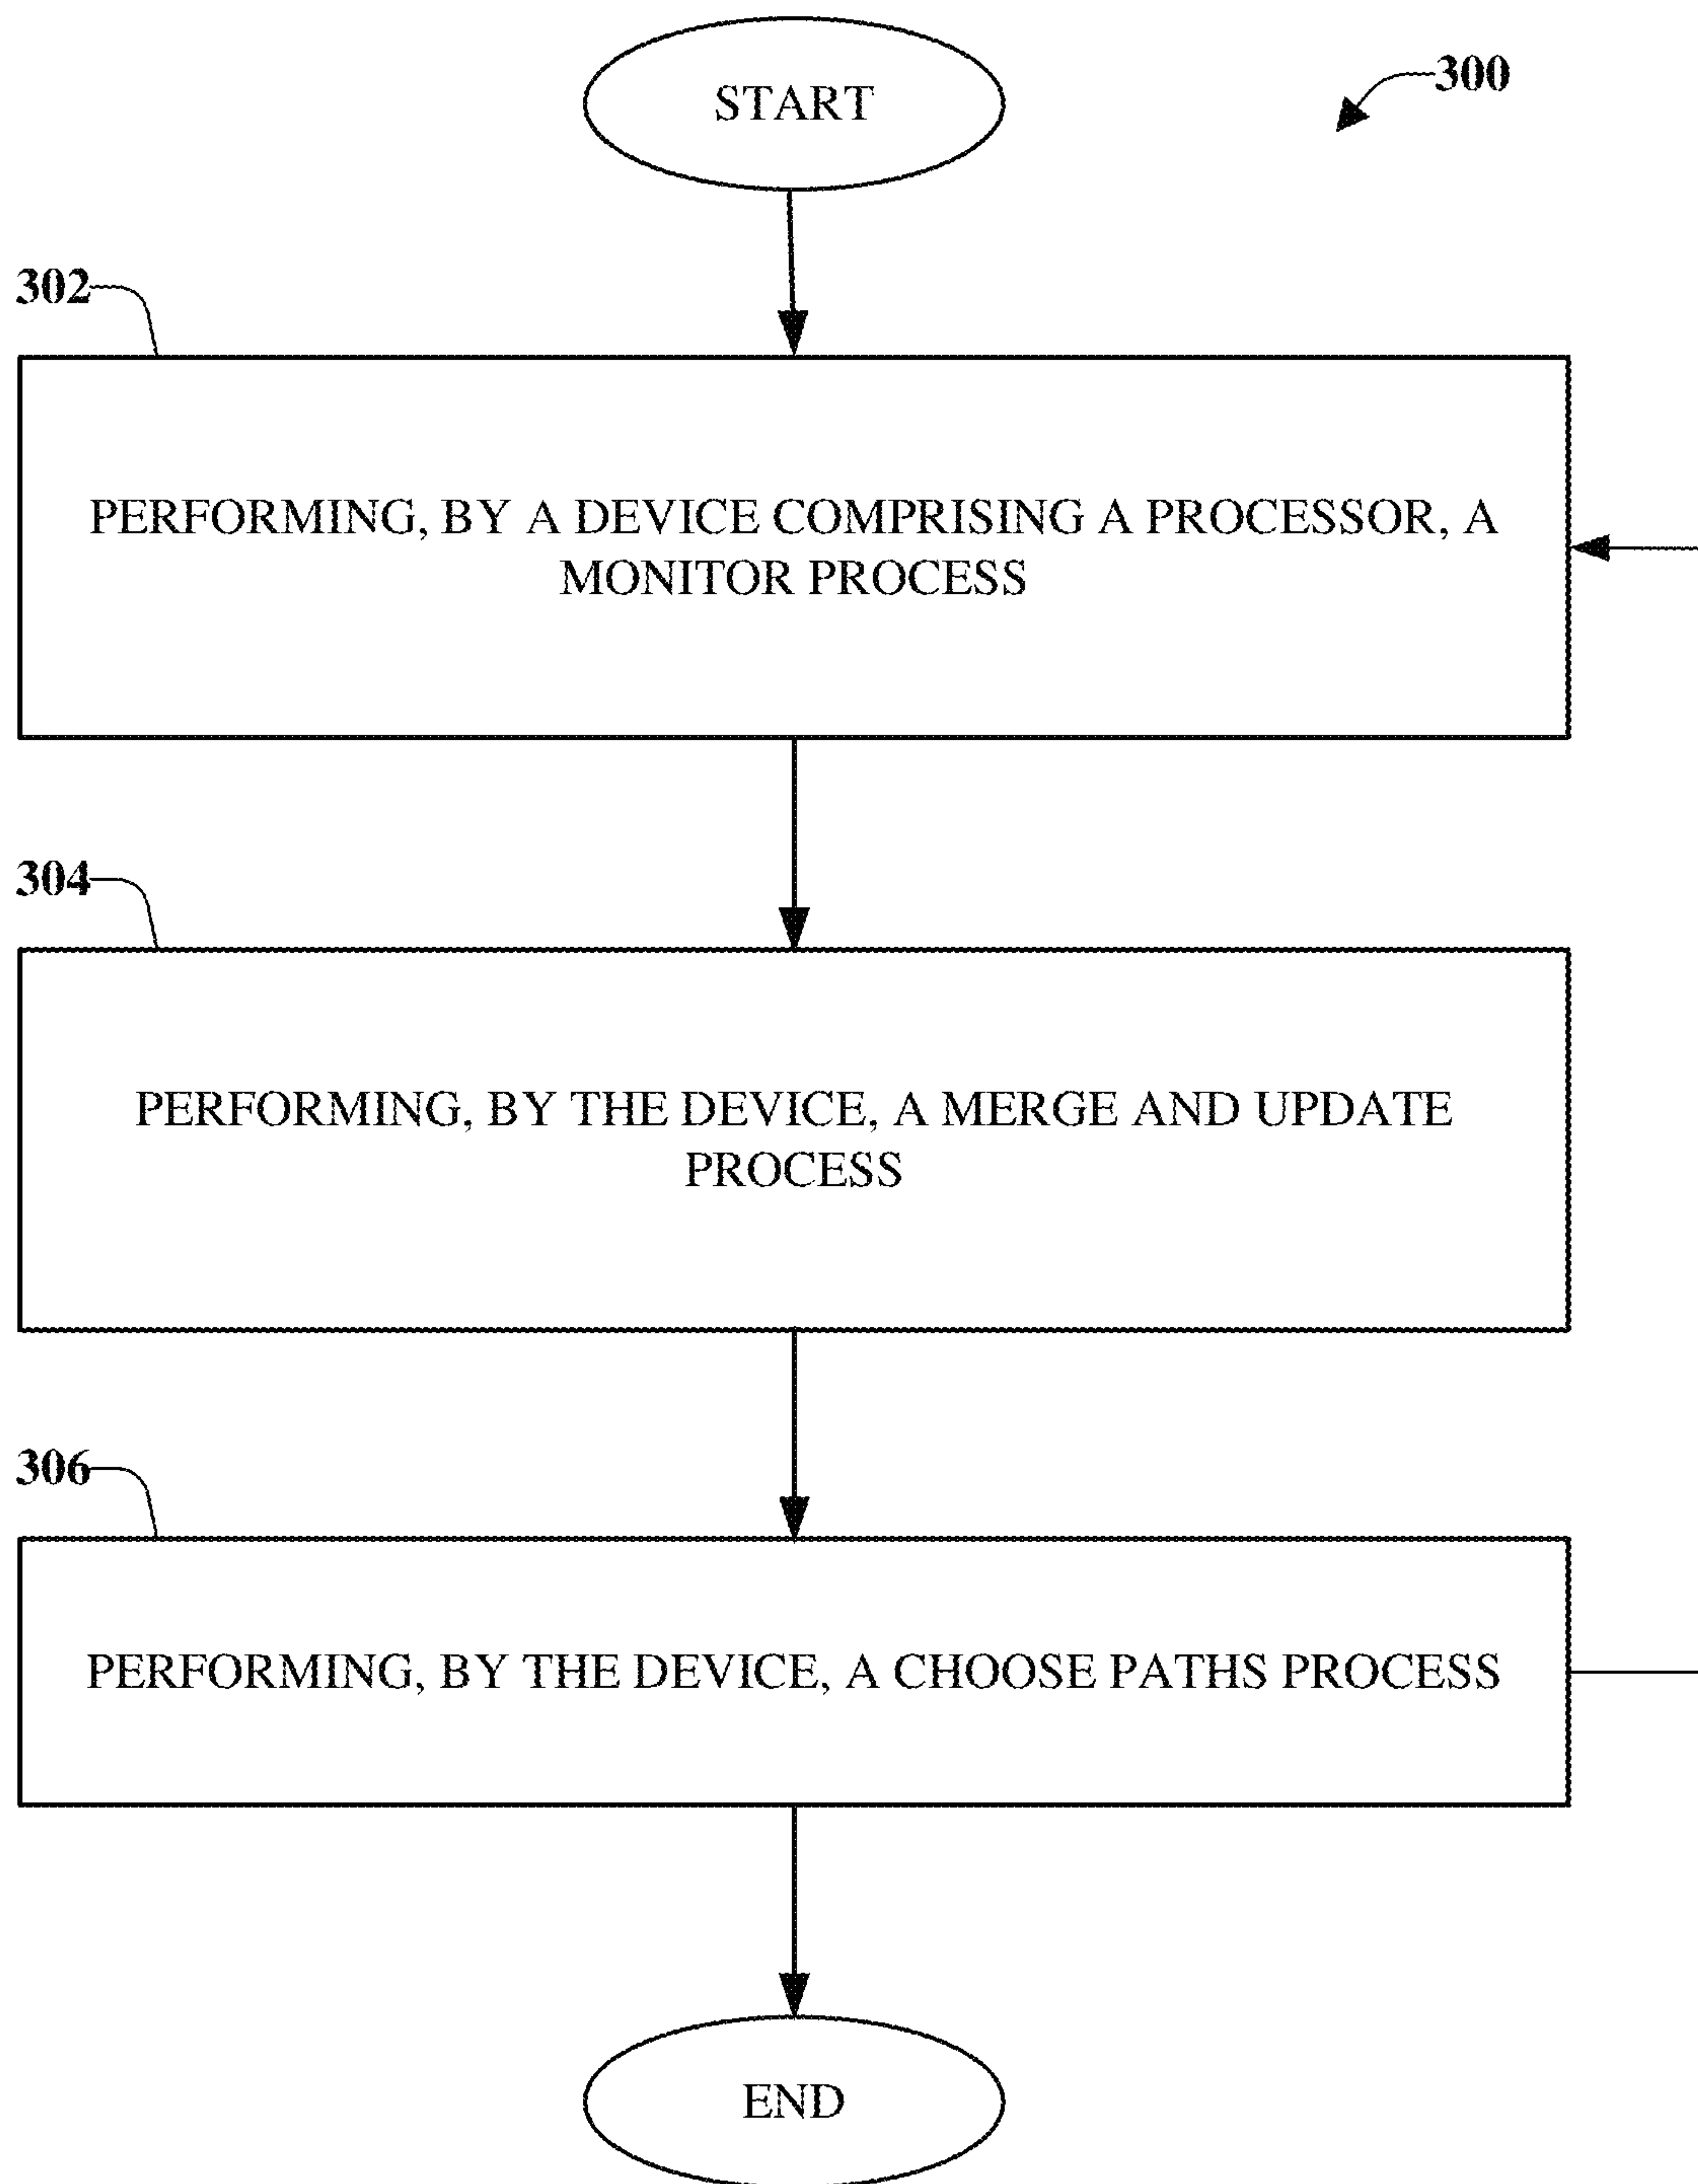 START
300
302
PERFORMING, BY A DEVICE COMPRISING A PROCESSOR, A
MONITOR PROCESS
304
PERFORMING, BY THE DEVICE, A MERGE AND UPDATE
PROCESS
306
PERFORMING, BY THE DEVICE, A CHOOSE PATHS PROCESS
END